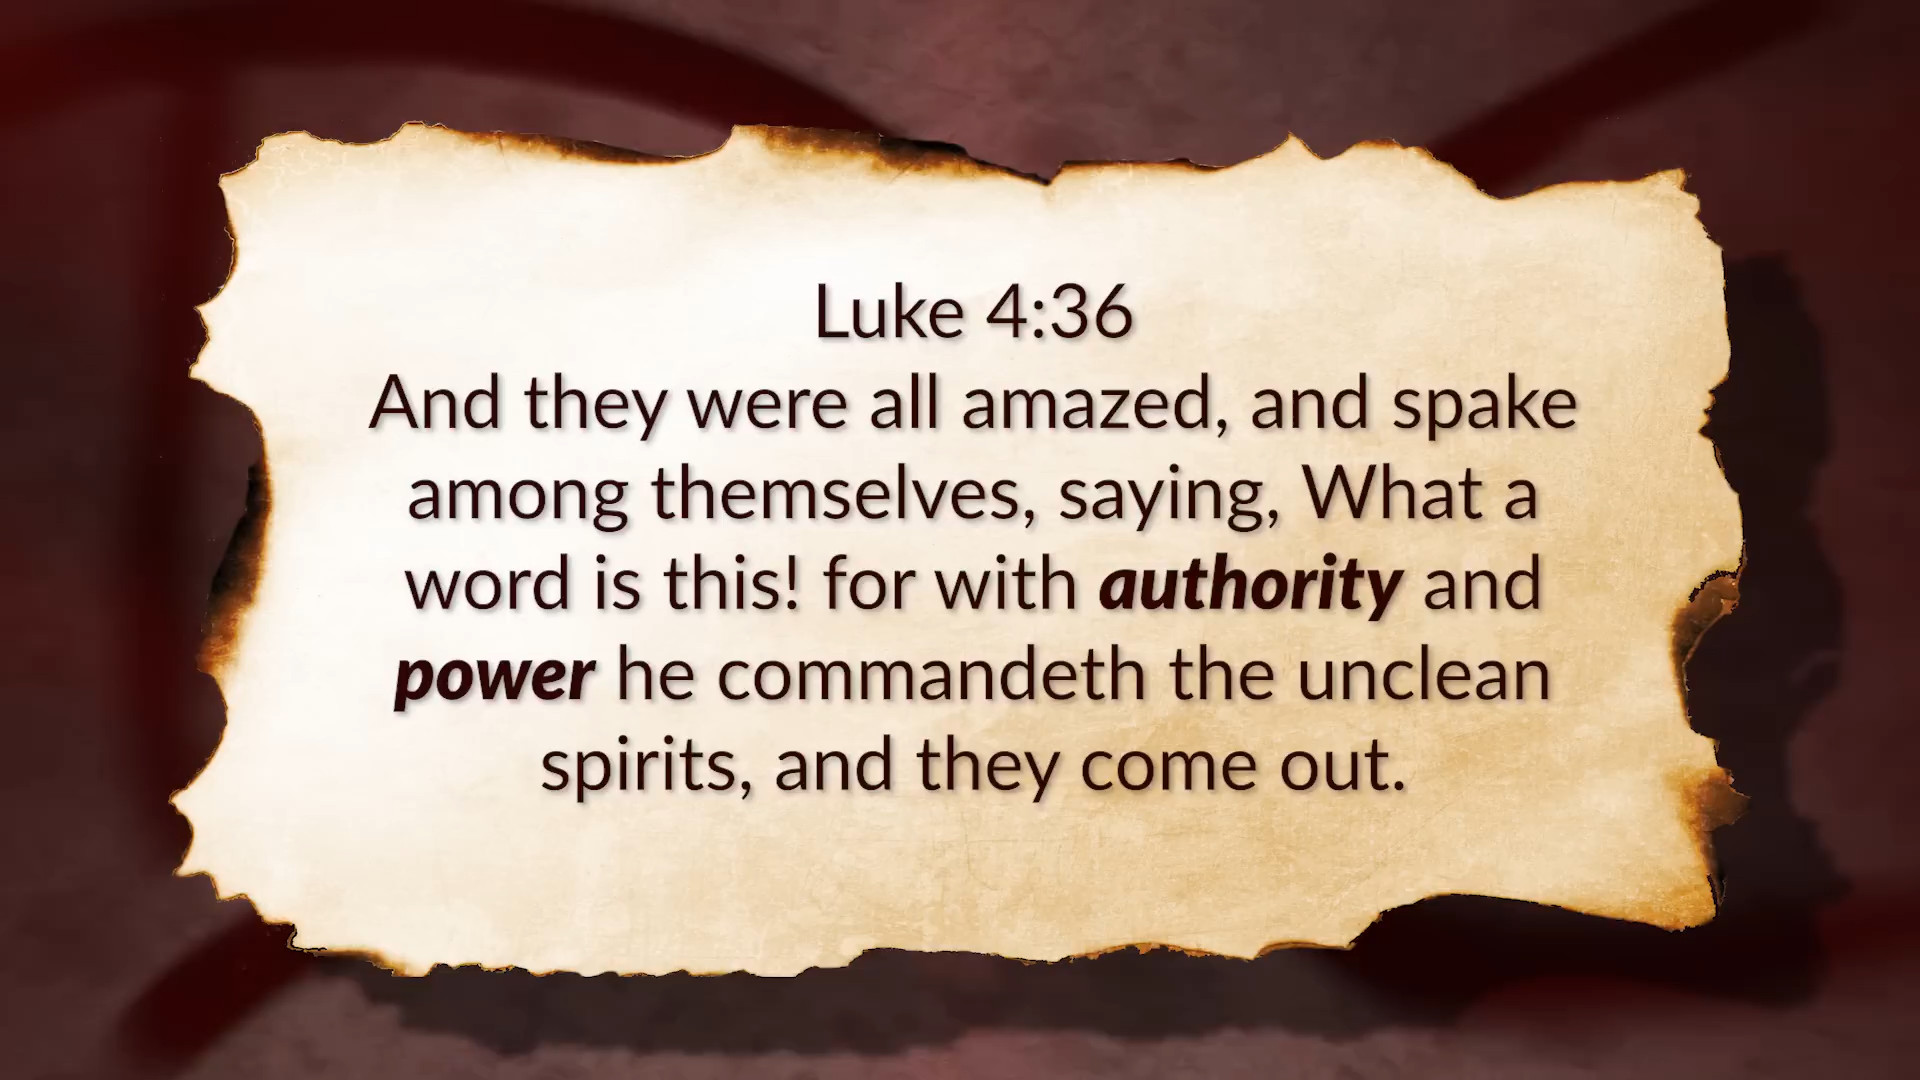 Luke 4:36
And they were all amazed, and spake
among themselves, saying, What a
word is this! for with authority and
power he commandeth the unclean
spirits, and they come out.